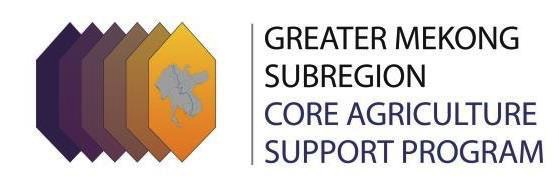 GREATER MEKONG
SUBREGION
CORE AGRICULTURE
SUPPORT PROGRAM